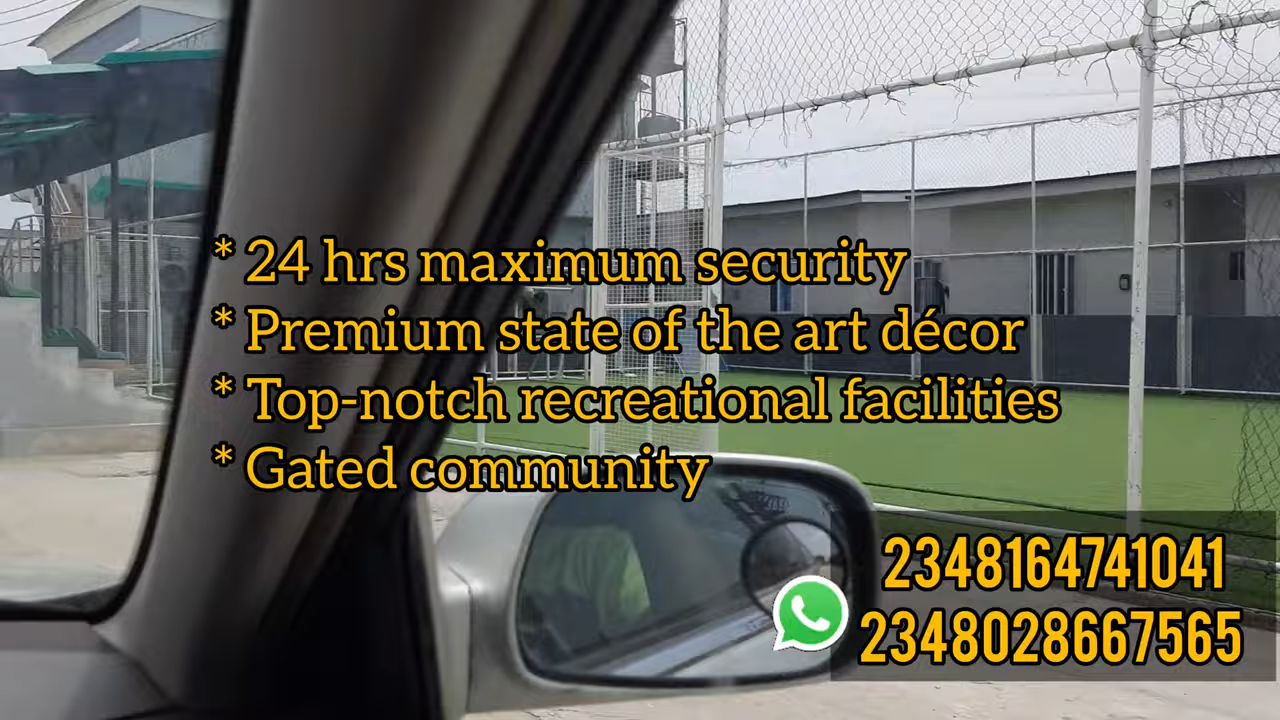 * 24 hrs maximum security
* Premium state of the art décor
* Top-notch recreational facilities
* Gated community
2348164741041
2348028667565